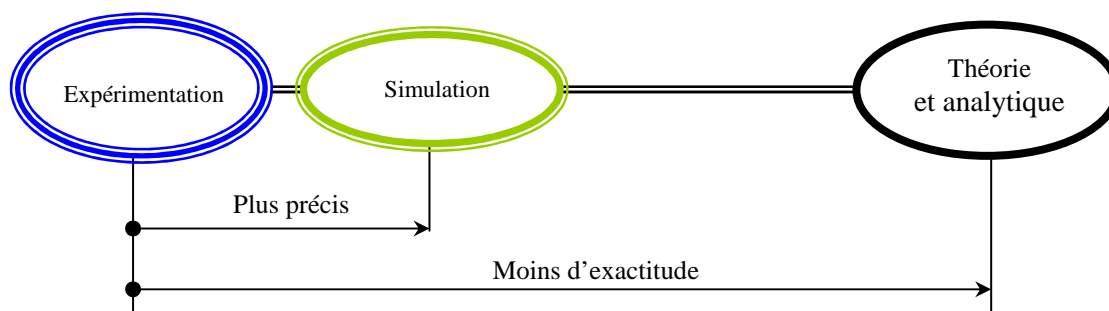 Expérimentation
Simulation
Théorie
et analytique
Plus précis
Moins d’exactitude